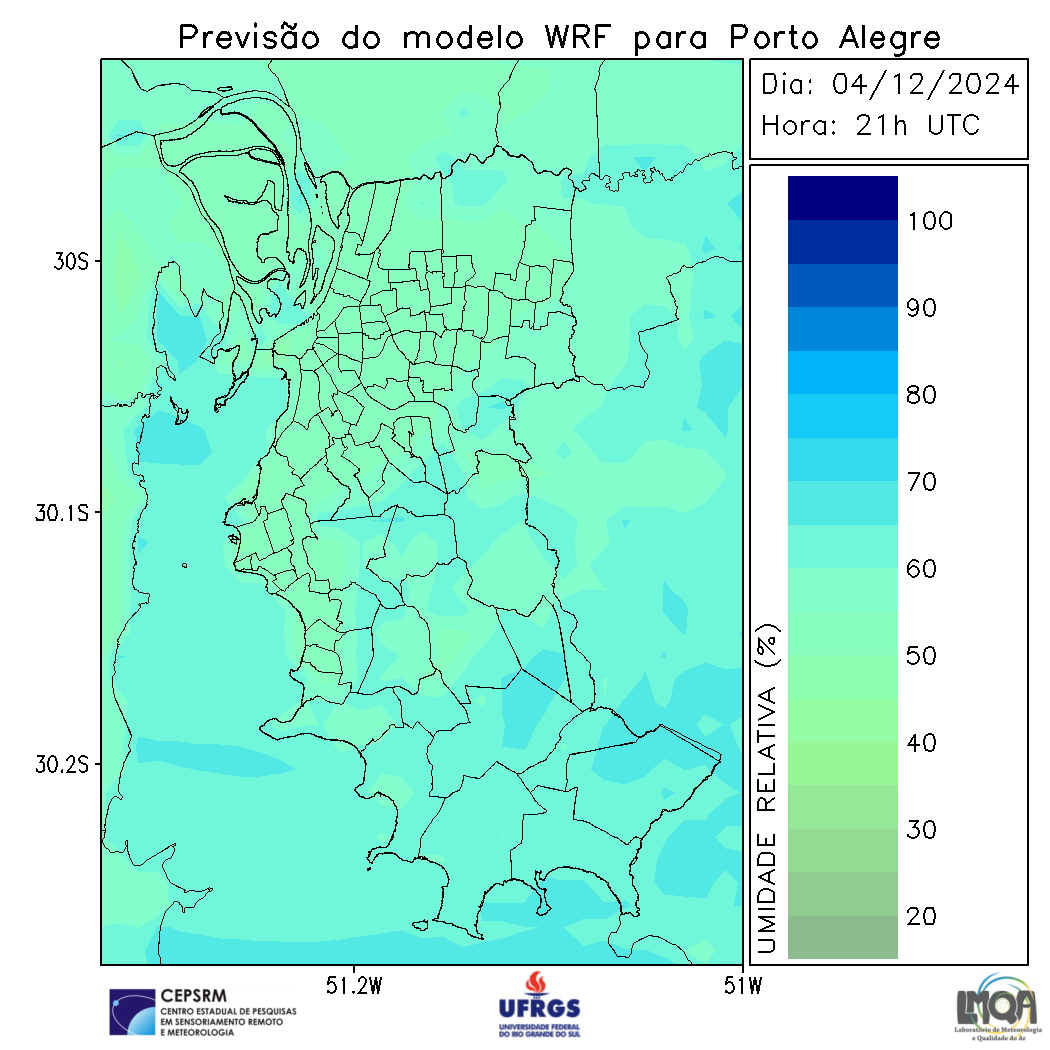 Previsão do modelo WRF para Porto Alegre
Dia: 04/12/2024
Hora: 21h UTC
30S
30.1S
30.2S
51.2W
51W
100
90
80
70
60
50
40
30
20
UMIDADE RELATIVA (%)
CEPSRM
CENTRO ESTADUAL DE PESQUISAS
EM SENSORIAMENTO REMOTO
E METEOROLOGIA
UFRGS
UNIVERSIDADE FEDERAL
DO RIO GRANDE DO SUL
LMQA
Laboratório de Meteorologia
e Qualidade do Ar